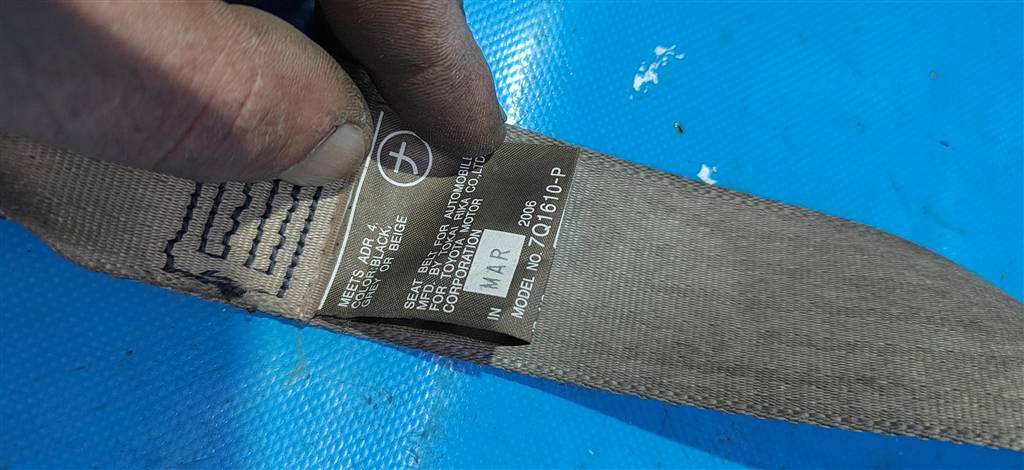 MEETS ADR 4.
COLOR:BLACK,
GREY OR BEIGE
SEAT BELT FOR AUTOMOBILE
MFD. BY TOKAI RIKA CO.,LTD.
FOR TOYOTA MOTOR
CORPORATION
IN MAR 2006
MODEL NO. 7Q1610-P